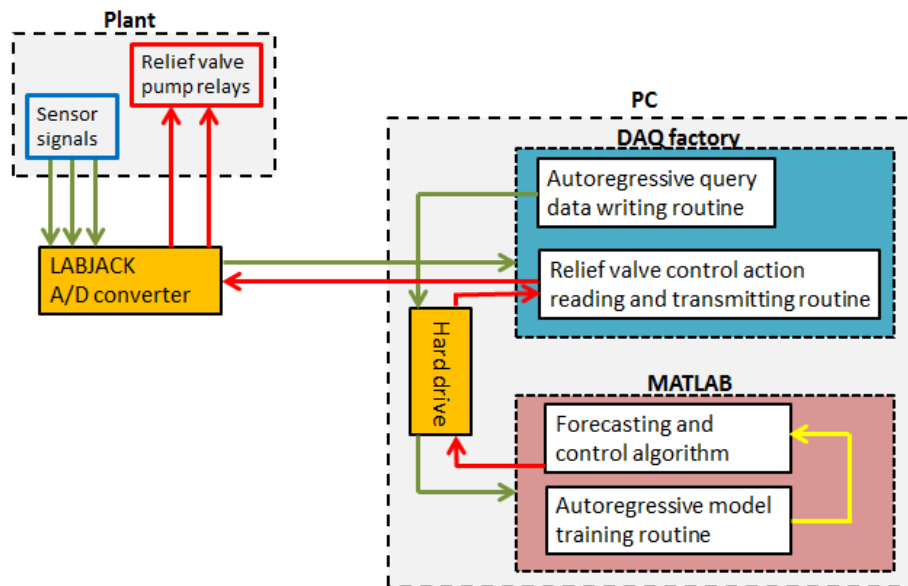 Plant
Relief valve
pump relays
Sensor
signals
LABJACK
A/D converter
PC
DAQ factory
Autoregressive query
data writing routine
Relief valve control action
reading and transmitting routine
Hard drive
MATLAB
Forecasting and
control algorithm
Autoregressive model
training routine